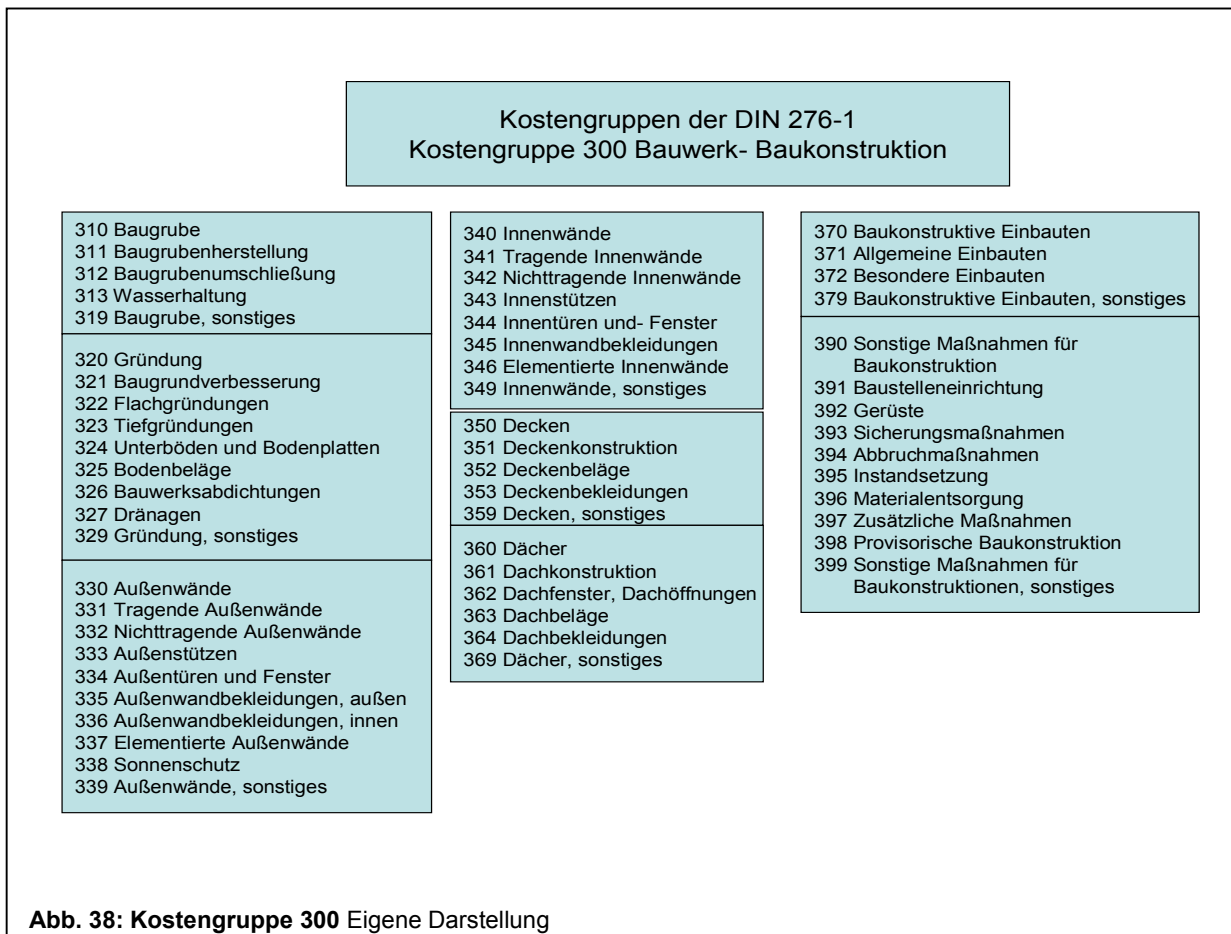 Kostengruppen der DIN 276-1
Kostengruppe 300 Bauwerk- Baukonstruktion
310 Baugrube
311 Baugrubenherstellung
312 Baugrubenumschließung
313 Wasserhaltung
319 Baugrube, sonstiges
320 Gründung
321 Baugrundverbesserung
322 Flachgründungen
323 Tiefgründungen
324 Unterböden und Bodenplatten
325 Bodenbeläge
326 Bauwerksabdichtungen
327 Dränagen
329 Gründung, sonstiges
330 Außenwände
331 Tragende Außenwände
332 Nichttragende Außenwände
333 Außenstützen
334 Außentüren und Fenster
335 Außenwandbekleidungen, außen
336 Außenwandbekleidungen, innen
337 Elementierte Außenwände
338 Sonnenschutz
339 Außenwände, sonstiges
340 Innenwände
341 Tragende Innenwände
342 Nichttragende Innenwände
343 Innenstützen
344 Innentüren und- Fenster
345 Innenwandbekleidungen
346 Elementierte Innenwände
349 Innenwände, sonstiges
350 Decken
351 Deckenkonstruktion
352 Deckenbeläge
353 Deckenbekleidungen
359 Decken, sonstiges
360 Dächer
361 Dachkonstruktion
362 Dachfenster, Dachöffnungen
363 Dachbeläge
364 Dachbekleidungen
369 Dächer, sonstiges
370 Baukonstruktive Einbauten
371 Allgemeine Einbauten
372 Besondere Einbauten
379 Baukonstruktive Einbauten, sonstiges
390 Sonstige Maßnahmen für
Baukonstruktion
391 Baustelleneinrichtung
392 Gerüste
393 Sicherungsmaßnahmen
394 Abbruchmaßnahmen
395 Instandsetzung
396 Materialentsorgung
397 Zusätzliche Maßnahmen
398 Provisorische Baukonstruktion
399 Sonstige Maßnahmen für
Baukonstruktionen, sonstiges
Abb. 38: Kostengruppe 300 Eigene Darstellung